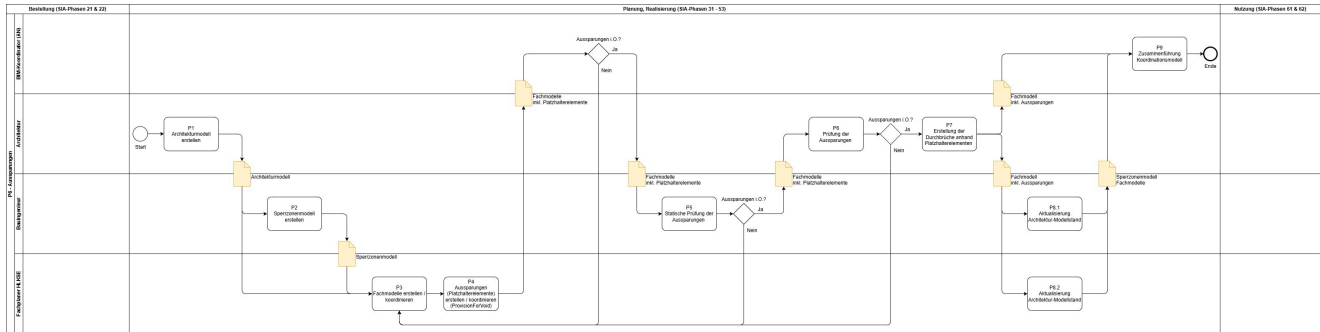 Bestellung (SIA-Phasen 21 & 22)
Planung, Realisierung (SIA-Phasen 31 - 53)
Nutzung (SIA-Phasen 61 & 62)
BIM-Koordinator (AN)
Aussparungen i.O.?
Ja
Nein
P9
Zusammenführung
Koordinationsmodell
Ende
Fachmodelle
inkl. Platzhalterelemente
Fachmodell
inkl. Aussparungen
Architektur
Start
P1
Architekturmodell
erstellen
Architekturmodell
P6
Prüfung der
Aussparungen
Aussparungen i.O.?
Ja
Nein
P7
Erstellung der
Durchbrüche anhand
Platzhalterelementen
Fachmodelle
inkl. Platzhalterelemente
Fachmodelle
inkl. Platzhalterelemente
Fachmodell
inkl. Aussparungen
Sperrzonenmodell
Fachmodelle
Bauingenieur
P2
Sperrzonenmodell
erstellen
P5
Statische Prüfung der
Aussparungen
Aussparungen i.O.?
Ja
Nein
P8.1
Aktualisierung
Architektur-Modellstand
Sperrzonenmodell
Fachplaner HLKSE
P3
Fachmodelle erstellen /
koordinieren
P4
Aussparungen
(Platzhalterelemente)
erstellen / koordinieren
(ProvisionForVoid)
P8.2
Aktualisierung
Architektur-Modellstand